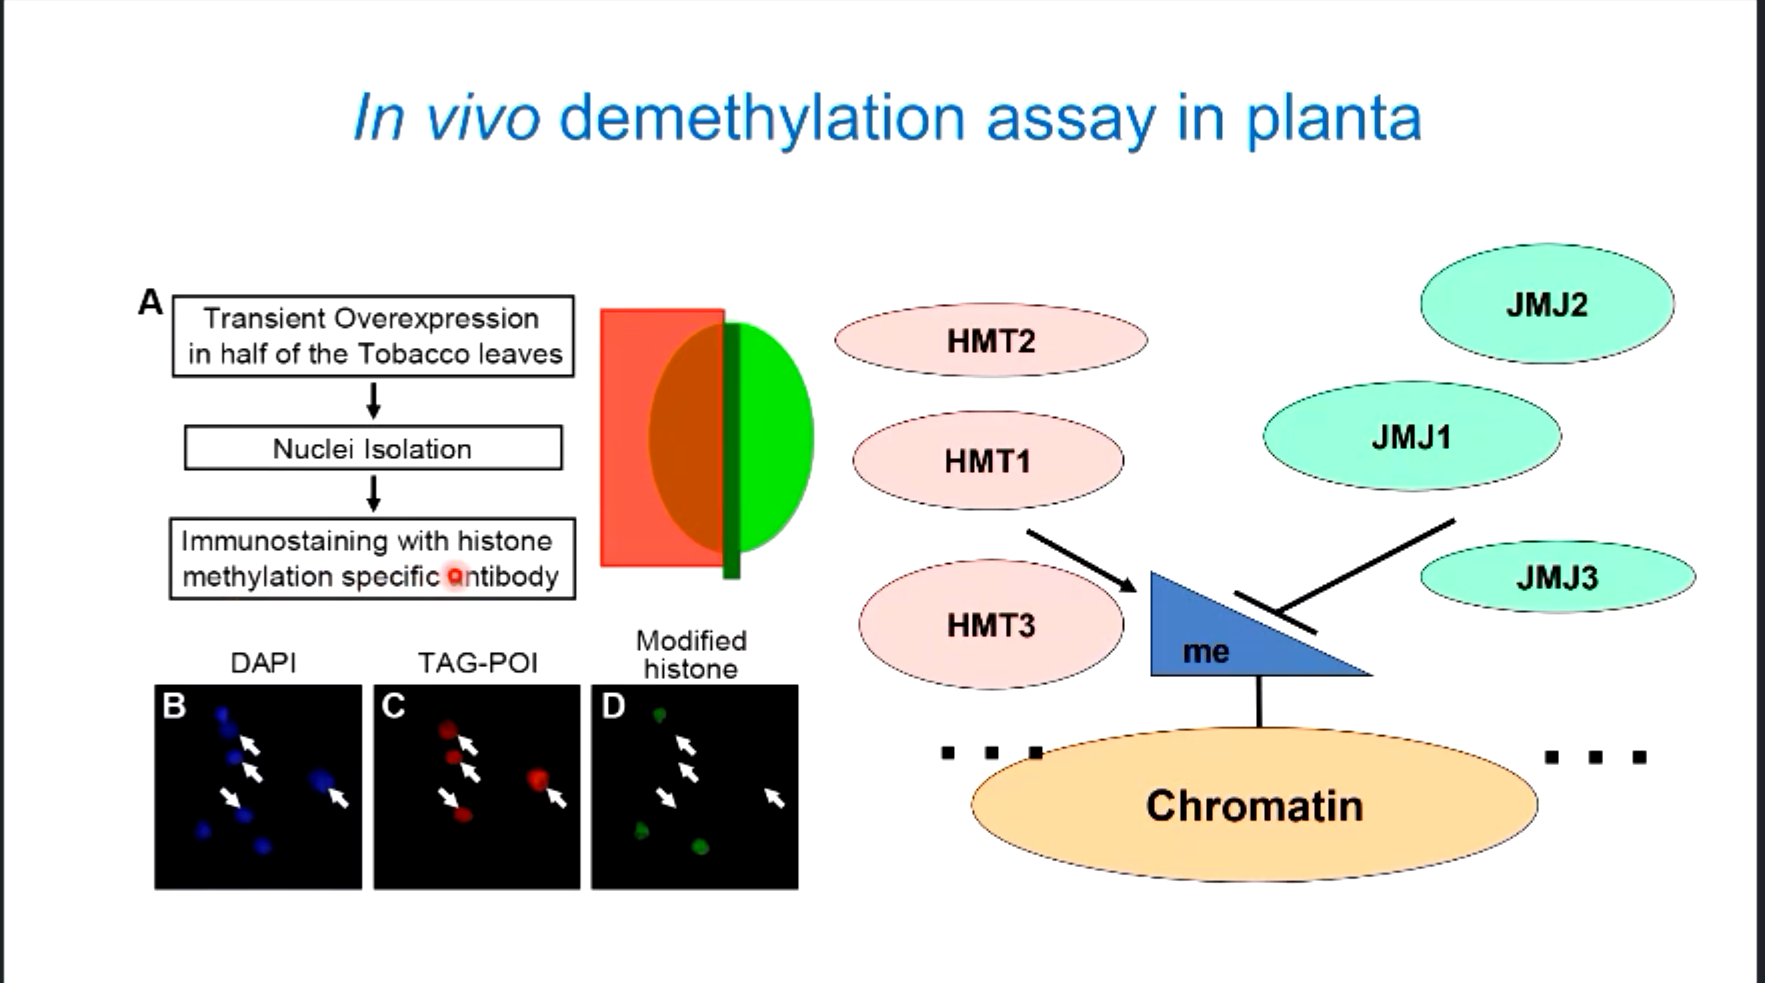 In vivo demethylation assay in planta
A
Transient Overexpression
in half of the Tobacco leaves
Nuclei Isolation
Immunostaining with histone
methylation specific antibody
DAPI
TAG-POI
Modified
histone
B
C
D
HMT2
HMT1
HMT3
JMJ2
JMJ1
JMJ3
me
Chromatin